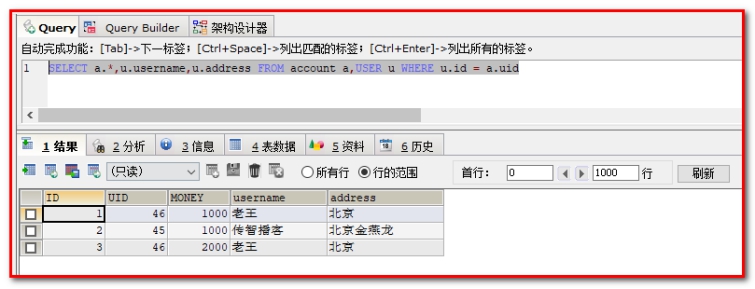 Query Query Builder 架构设计器
自动完成功能: [Tab]->下一标签; [Ctrl+Space]->列出匹配的标签; [Ctrl+Enter]->列出所有的标签。
1 SELECT a.*,u.username,u.address FROM account a,USER u WHERE u.id = a.uid
1 结果 2 分析 3 信息 4 表数据 5 资料 6 历史
(只读) 所有行 行的范围 首行: 0 1000 行 刷新
ID UID MONEY username address
1 46 1000 老王 北京
2 45 1000 传智播客 北京金燕龙
3 46 2000 老王 北京